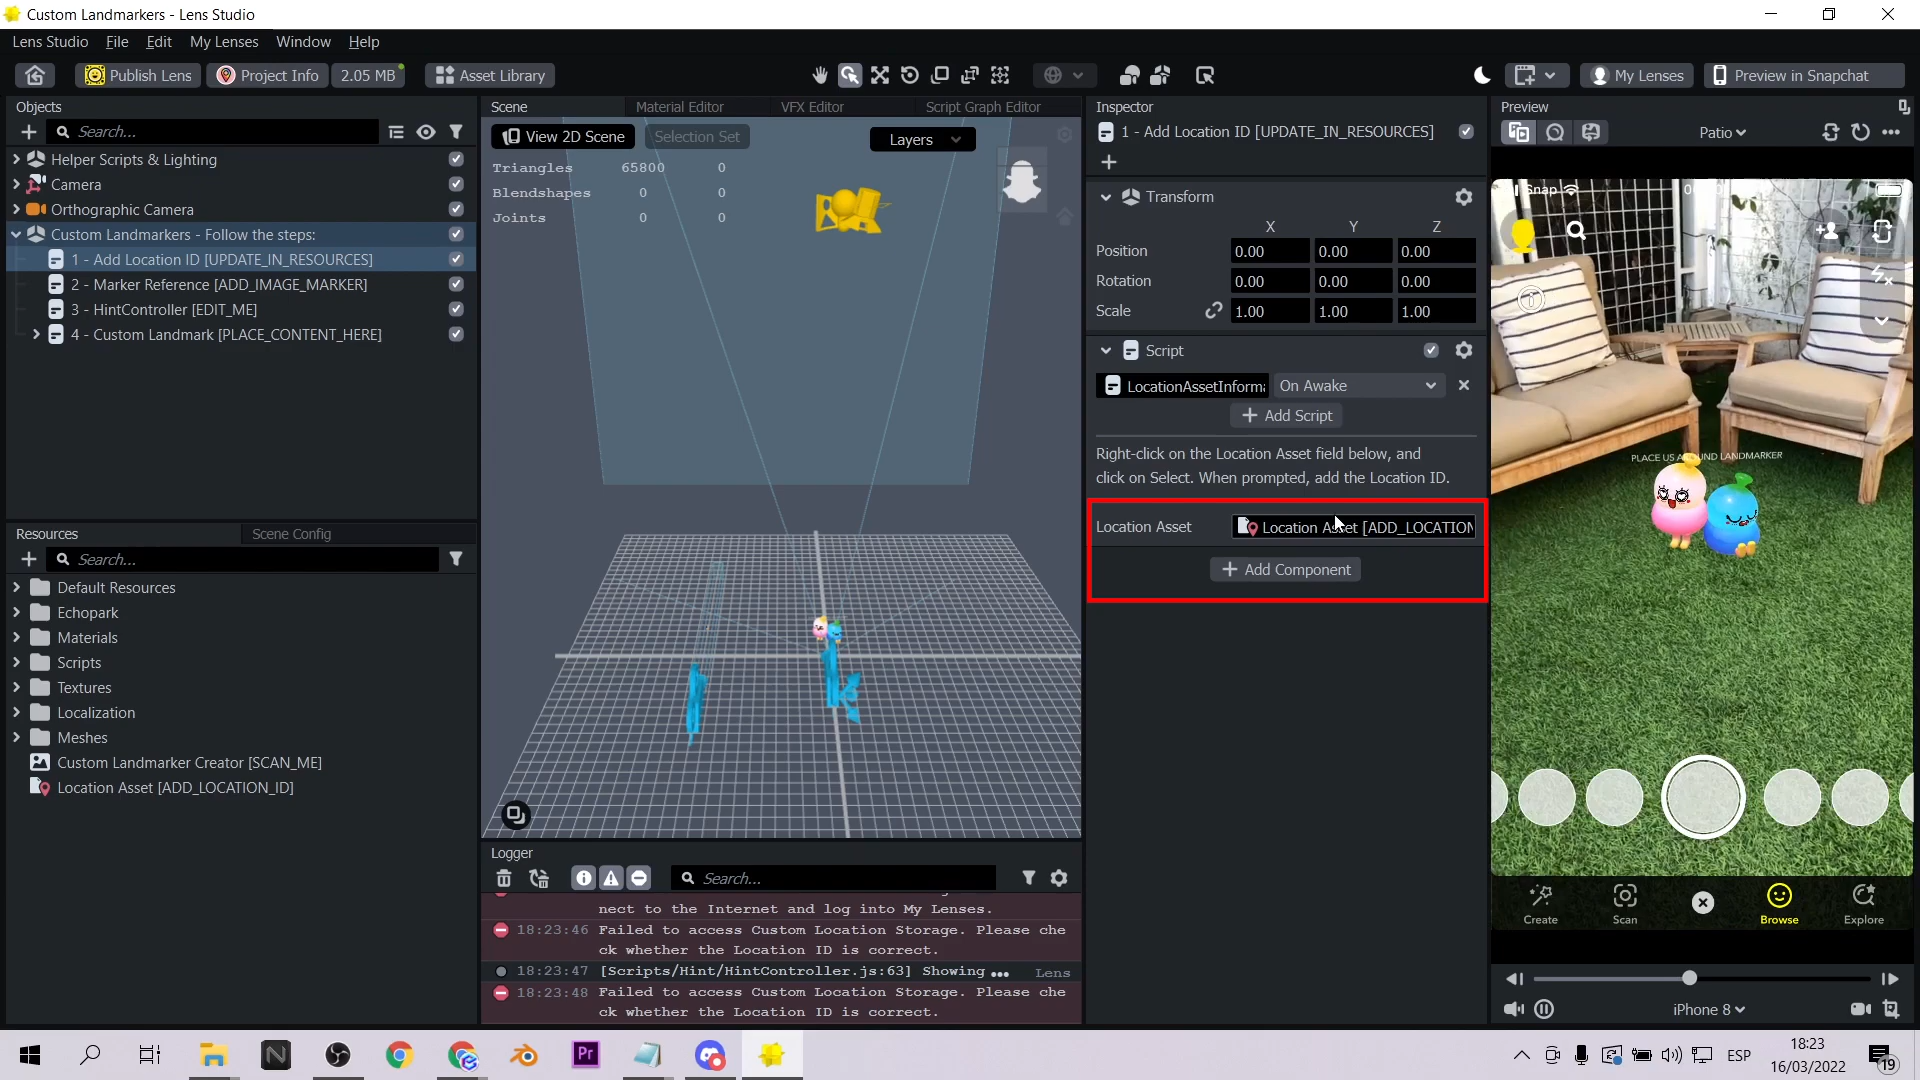 Custom Landmarkers - Lens Studio
Lens Studio File Edit My Lenses Window Help
Publish Lens Project Info 2.05 MB Asset Library My Lenses Preview in Snapchat
Objects
Search...
Helper Scripts & Lighting
Camera
Orthographic Camera
Custom Landmarkers - Follow the steps:
1 - Add Location ID [UPDATE_IN_RESOURCES]
2 - Marker Reference [ADD_IMAGE_MARKER]
3 - HintController [EDIT_ME]
4 - Custom Landmark [PLACE_CONTENT_HERE]
Resources Scene Config
Search...
Default Resources
Echopark
Materials
Scripts
Textures
Localization
Meshes
Custom Landmarker Creator [SCAN_ME]
Location Asset [ADD_LOCATION_ID]
Scene Material Editor VFX Editor Script Graph Editor
View 2D Scene Selection Set Layers
Triangles 65800 0
Blendshapes 0 0
Joints 0 0
Logger
Search...
nect to the Internet and log into My Lenses.
18:23:46 Failed to access Custom Location Storage. Please che
ck whether the Location ID is correct.
18:23:47 [Scripts/Hint/HintController.js:63] Showing ... Lens
18:23:48 Failed to access Custom Location Storage. Please che
ck whether the Location ID is correct.
Inspector
1 - Add Location ID [UPDATE_IN_RESOURCES]
Transform
X Y Z
Position 0.00 0.00 0.00
Rotation 0.00 0.00 0.00
Scale 1.00 1.00 1.00
Script
LocationAssetInform On Awake
Add Script
Right-click on the Location Asset field below, and
click on Select. When prompted, add the Location ID.
Location Asset Location Asset [ADD_LOCATION
Add Component
Preview
Patio
Snap
PLACE US AROUND LANDMARKER
Create Scan Browse Explore
iPhone 8
N Pr ESP
18:23
16/03/2022
19